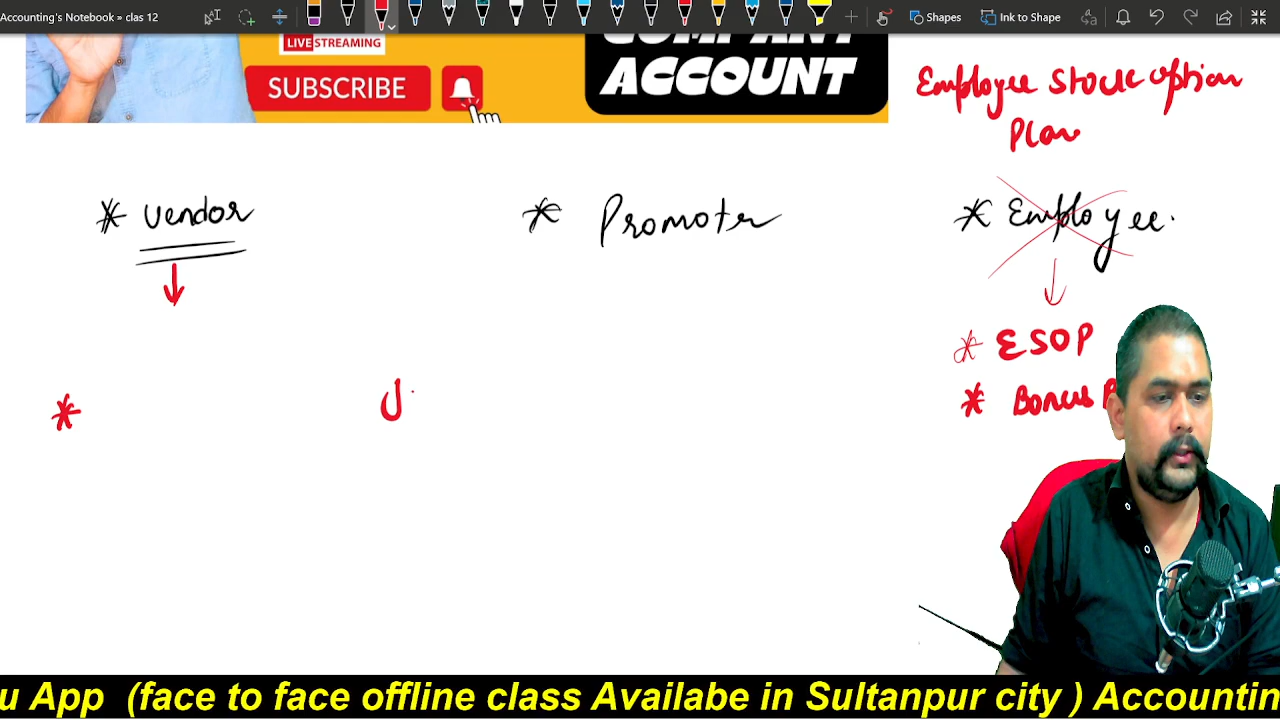 Accounting's Notebook » clas 12
Shapes
Ink to Shape
LIVE STREAMING
SUBSCRIBE
COMPANY
ACCOUNT
Employee Stock option
Plan
* Vendor
* Promoter
* Employee.
* ESOP
* Bonus
u App (face to face offline class Availabe in Sultanpur city ) Accountin